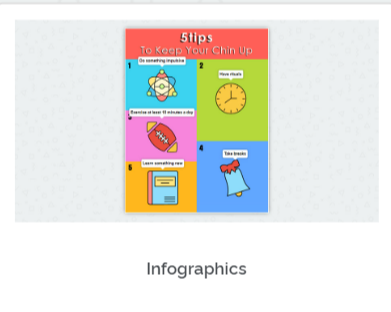 5tips
To Keep Your Chin Up
1
Do something impulsive
2
Have Meals
3
Exercise at least 15 minutes a day
4
Take breaks
5
Learn something new
Infographics